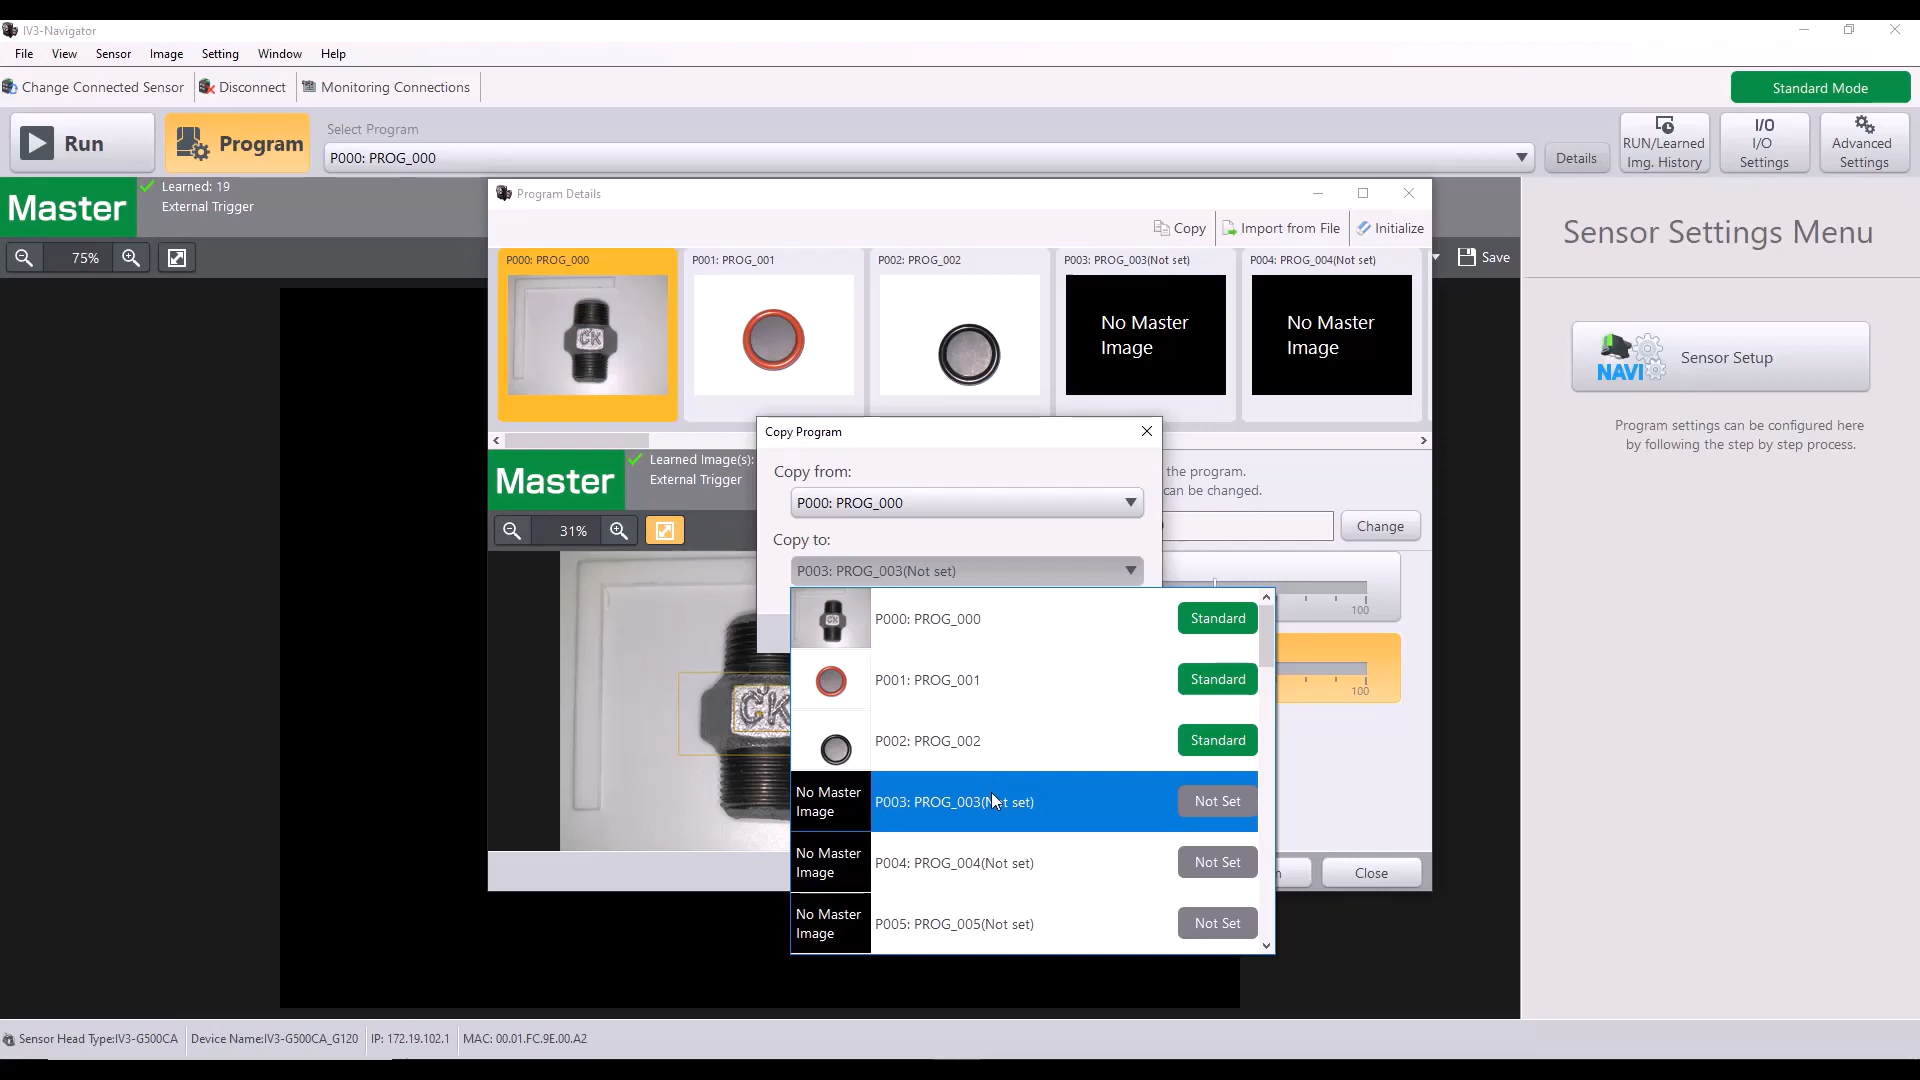 IV3-Navigator
File View Sensor Image Setting Window Help
Change Connected Sensor Disconnect Monitoring Connections Standard Mode
Run Program
Select Program
P000: PROG_000
Details
RUN/Learned
Img. History
I/O
I/O
Settings
Advanced
Settings
Master
Learned: 19
External Trigger
75%
Save
Sensor Settings Menu
NAVI Sensor Setup
Program settings can be configured here
by following the step by step process.
Program Details
Copy Import from File Initialize
P000: PROG_000 P001: PROG_001 P002: PROG_002 P003: PROG_003(Not set) P004: PROG_004(Not set)
CK
No Master
Image
No Master
Image
Master
Learned Image(s):
External Trigger
31%
the program.
can be changed.
Change
100
100
CK
Close
Copy Program
Copy from:
P000: PROG_000
Copy to:
P003: PROG_003(Not set)
P000: PROG_000 Standard
P001: PROG_001 Standard
P002: PROG_002 Standard
No Master
Image
P003: PROG_003(Not set) Not Set
No Master
Image
P004: PROG_004(Not set) Not Set
No Master
Image
P005: PROG_005(Not set) Not Set
Sensor Head Type:IV3-G500CA Device Name:IV3-G500CA_G120 IP: 172.19.102.1 MAC: 00.01.FC.9E.00.A2